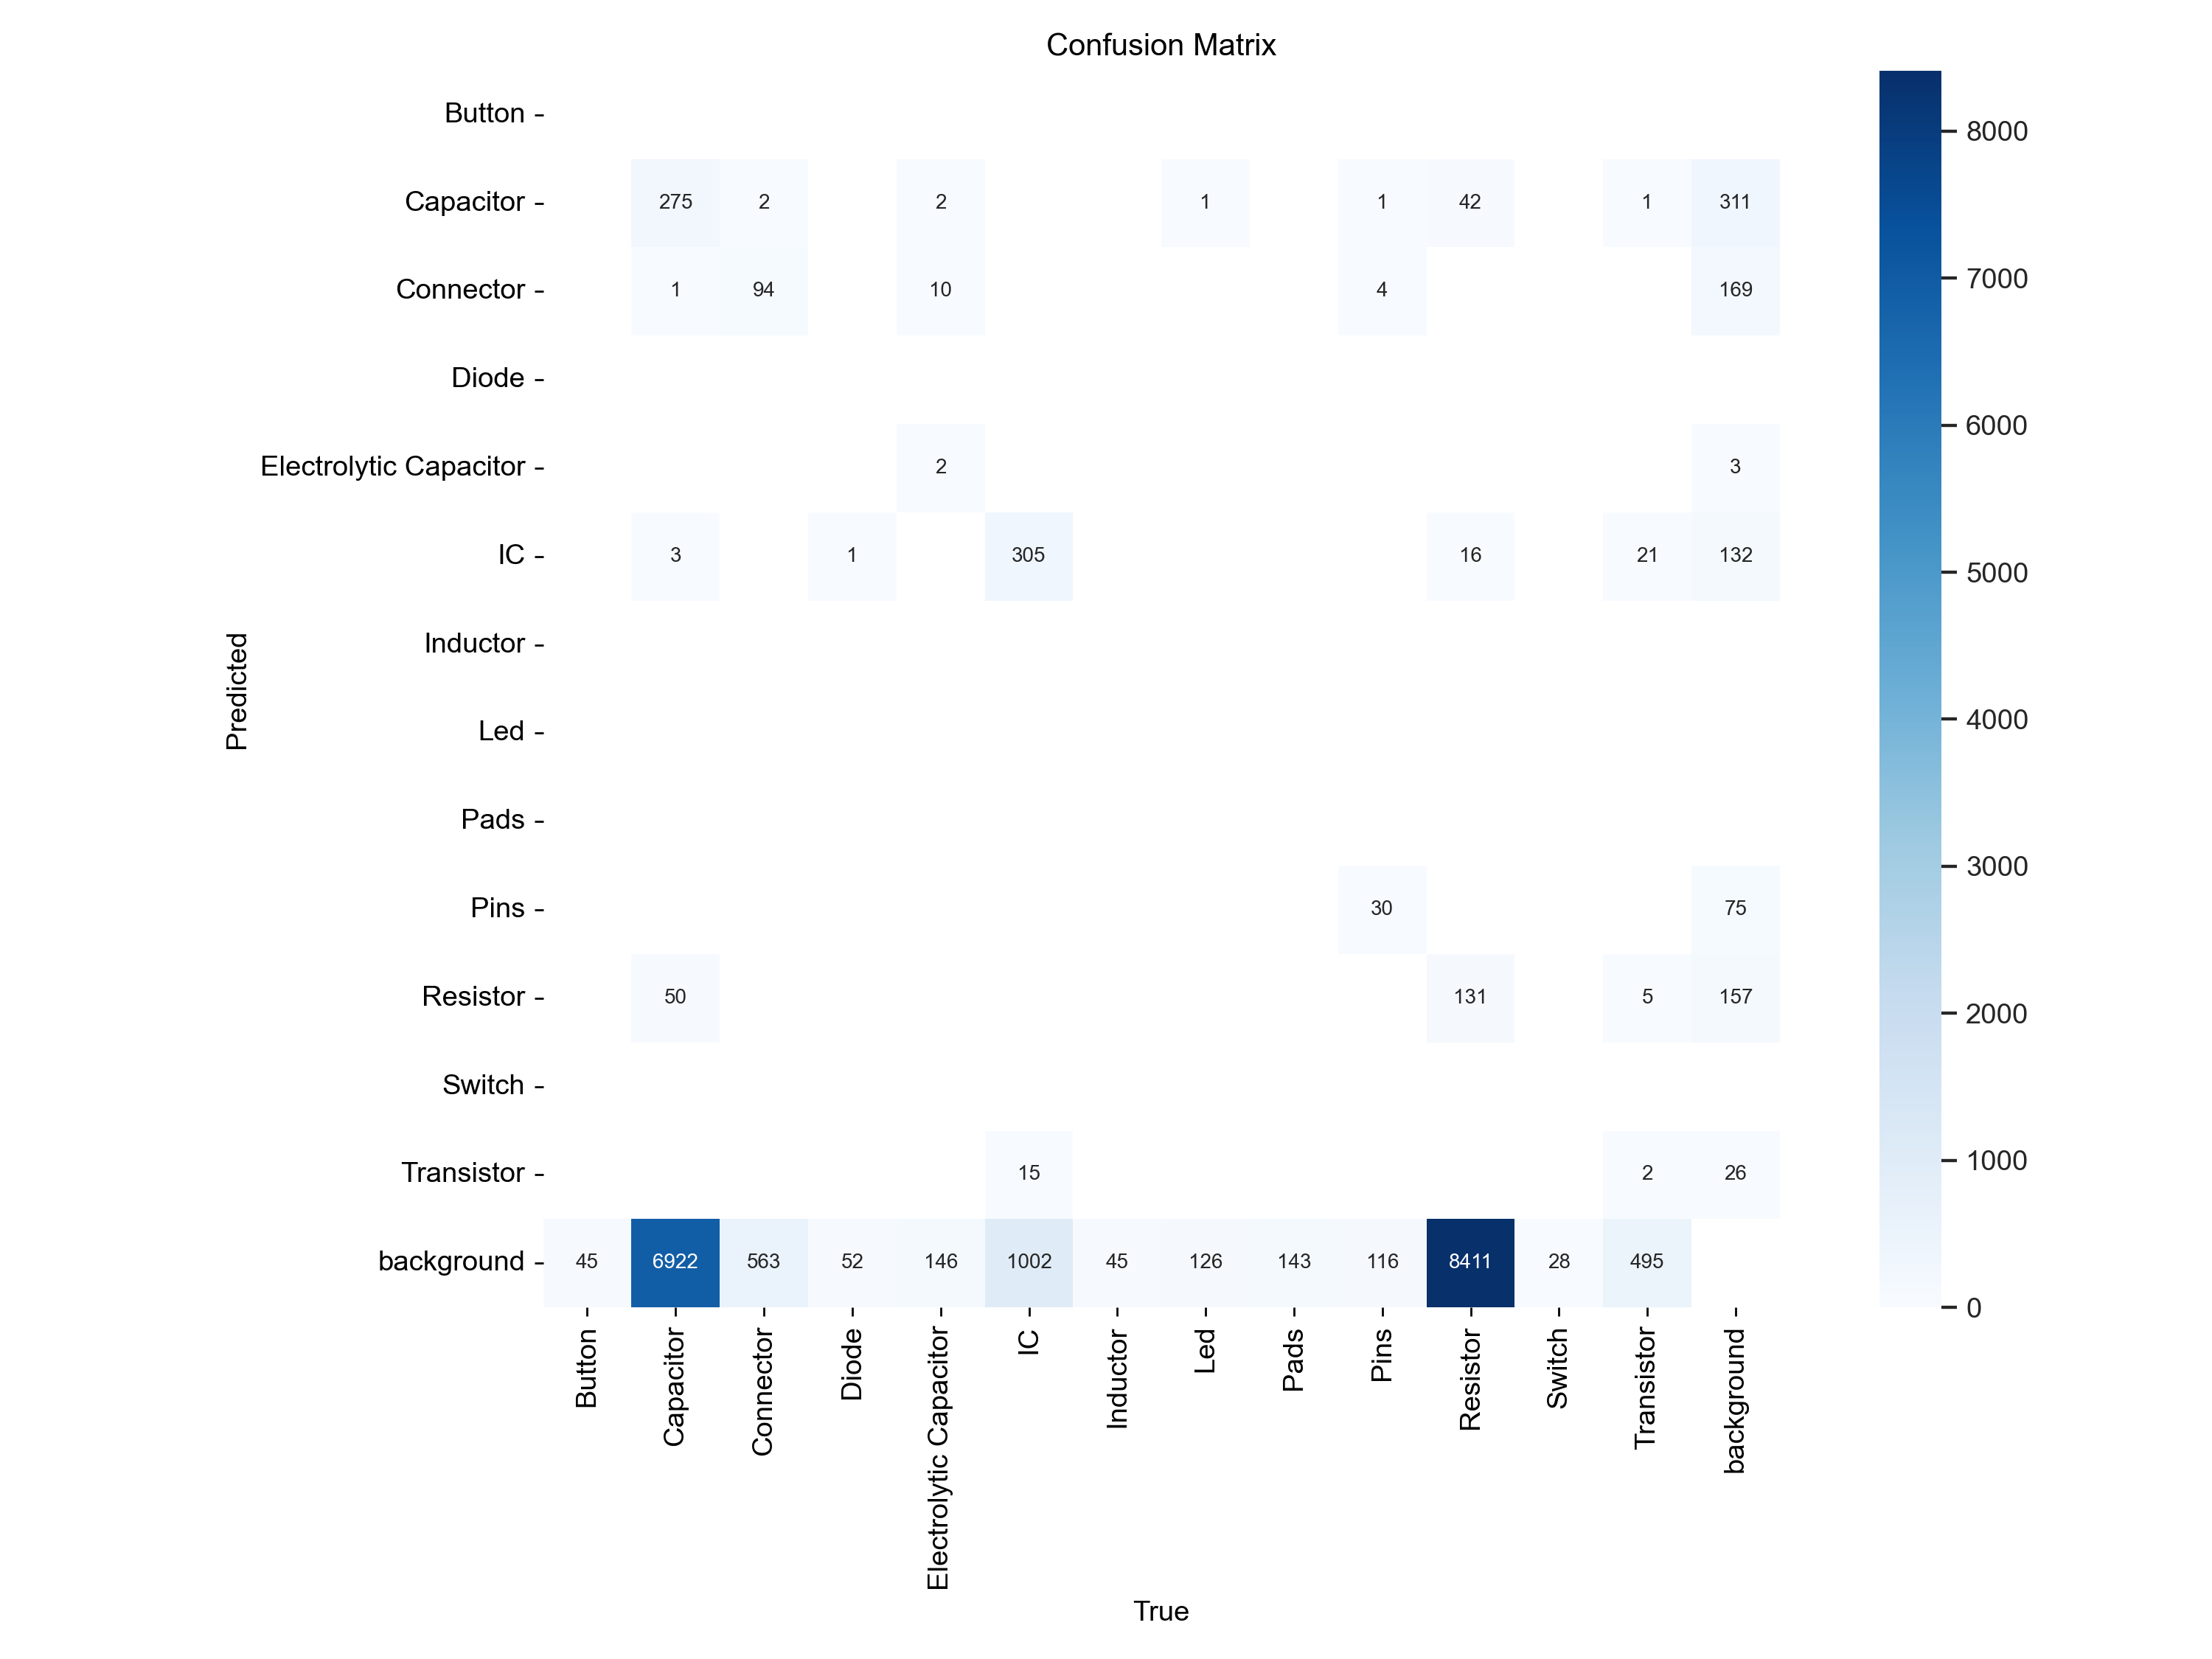 Confusion Matrix
Button
Capacitor 275 2 2 1 1 42 1 311
Connector 1 94 10 4 169
Diode
Electrolytic Capacitor 2 3
IC 3 1 305 16 21 132
Inductor
Led
Pads
Pins 30 75
Resistor 50 131 5 157
Switch
Transistor 15 2 26
background 45 6922 563 52 146 1002 45 126 143 116 8411 28 495
Button Capacitor Connector Diode Electrolytic Capacitor IC Inductor Led Pads Pins Resistor Switch Transistor background
True
Predicted
8000
7000
6000
5000
4000
3000
2000
1000
0